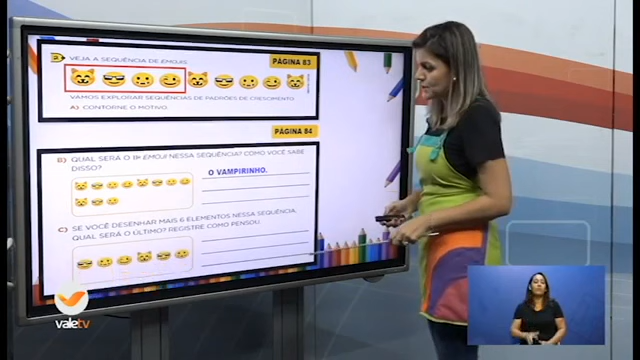 VEJA A SEQUÊNCIA DE EMOJIS
PÁGINA 83
VAMOS EXPLORAR SEQUÊNCIAS DE PADRÕES DE CRESCIMENTO.
A) CONTORNE O MOTIVO.
PÁGINA 84
B) QUAL SERÁ O EMOJI NESSA SEQUÊNCIA? COMO VOCÊ SABE
DISSO?
O VAMPIRINHO.
C) SE VOCÊ DESENHAR MAIS 6 ELEMENTOS NESSA SEQUÊNCIA,
QUAL SERÁ O ÚLTIMO? REGISTRE COMO PENSOU.
valetv